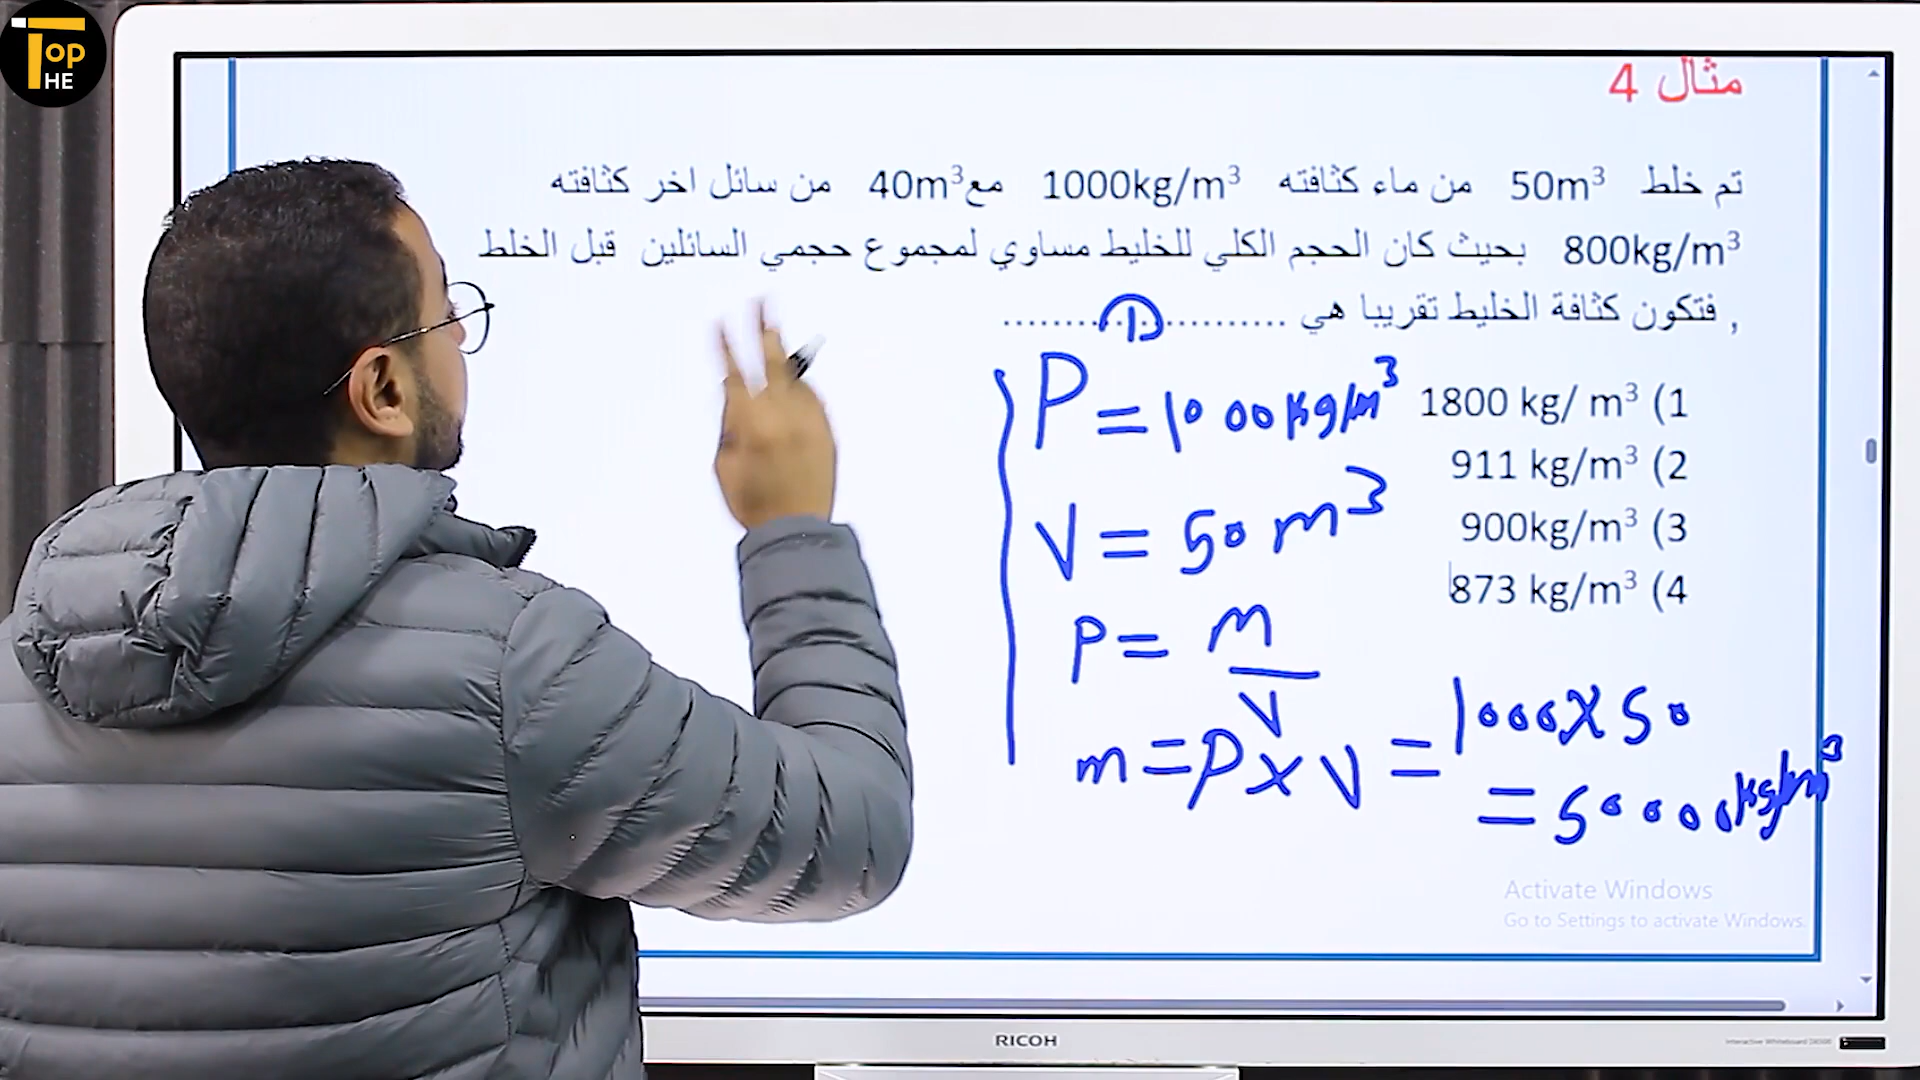 TOP
THE
مثال 4
تم خلط 50m³ من ماء كثافته 1000kg/m³ مع 40m³ من سائل اخر كثافته
800kg/m³ بحيث كان الحجم الكلي للخليط مساوي لمجموع حجمي السائلين قبل الخلط
, فتكون كثافة الخليط تقريبا هي ......................
1
1800 kg/ m³ (1
911 kg/m³ (2
900kg/m³ (3
873 kg/m³ (4
P = 1000 kg/m³
V = 50 m³
P = m/V
m = P x V = 1000 x 50
= 50000 kg/m³
Activate Windows
Go to Settings to activate Windows.
RICOH